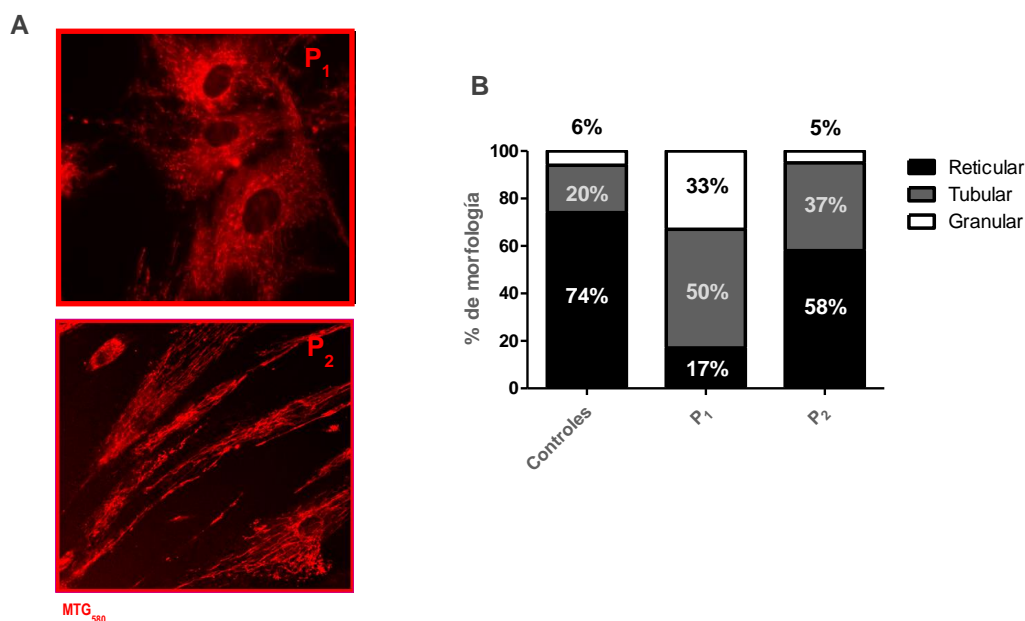 A
P1
P2
MTG580
B
6%
5%
100
80
60
40
20
0
% de morfología
20%
74%
33%
50%
17%
37%
58%
Controles
P1
P2
Reticular
Tubular
Granular